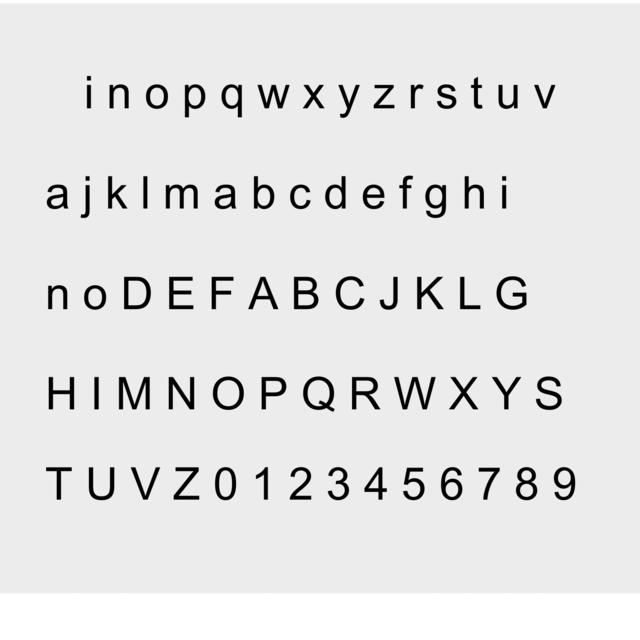 i n o p q w x y z r s t u v
a j k l m a b c d e f g h i
n o D E F A B C J K L G
H I M N O P Q R W X Y S
T U V Z 0 1 2 3 4 5 6 7 8 9